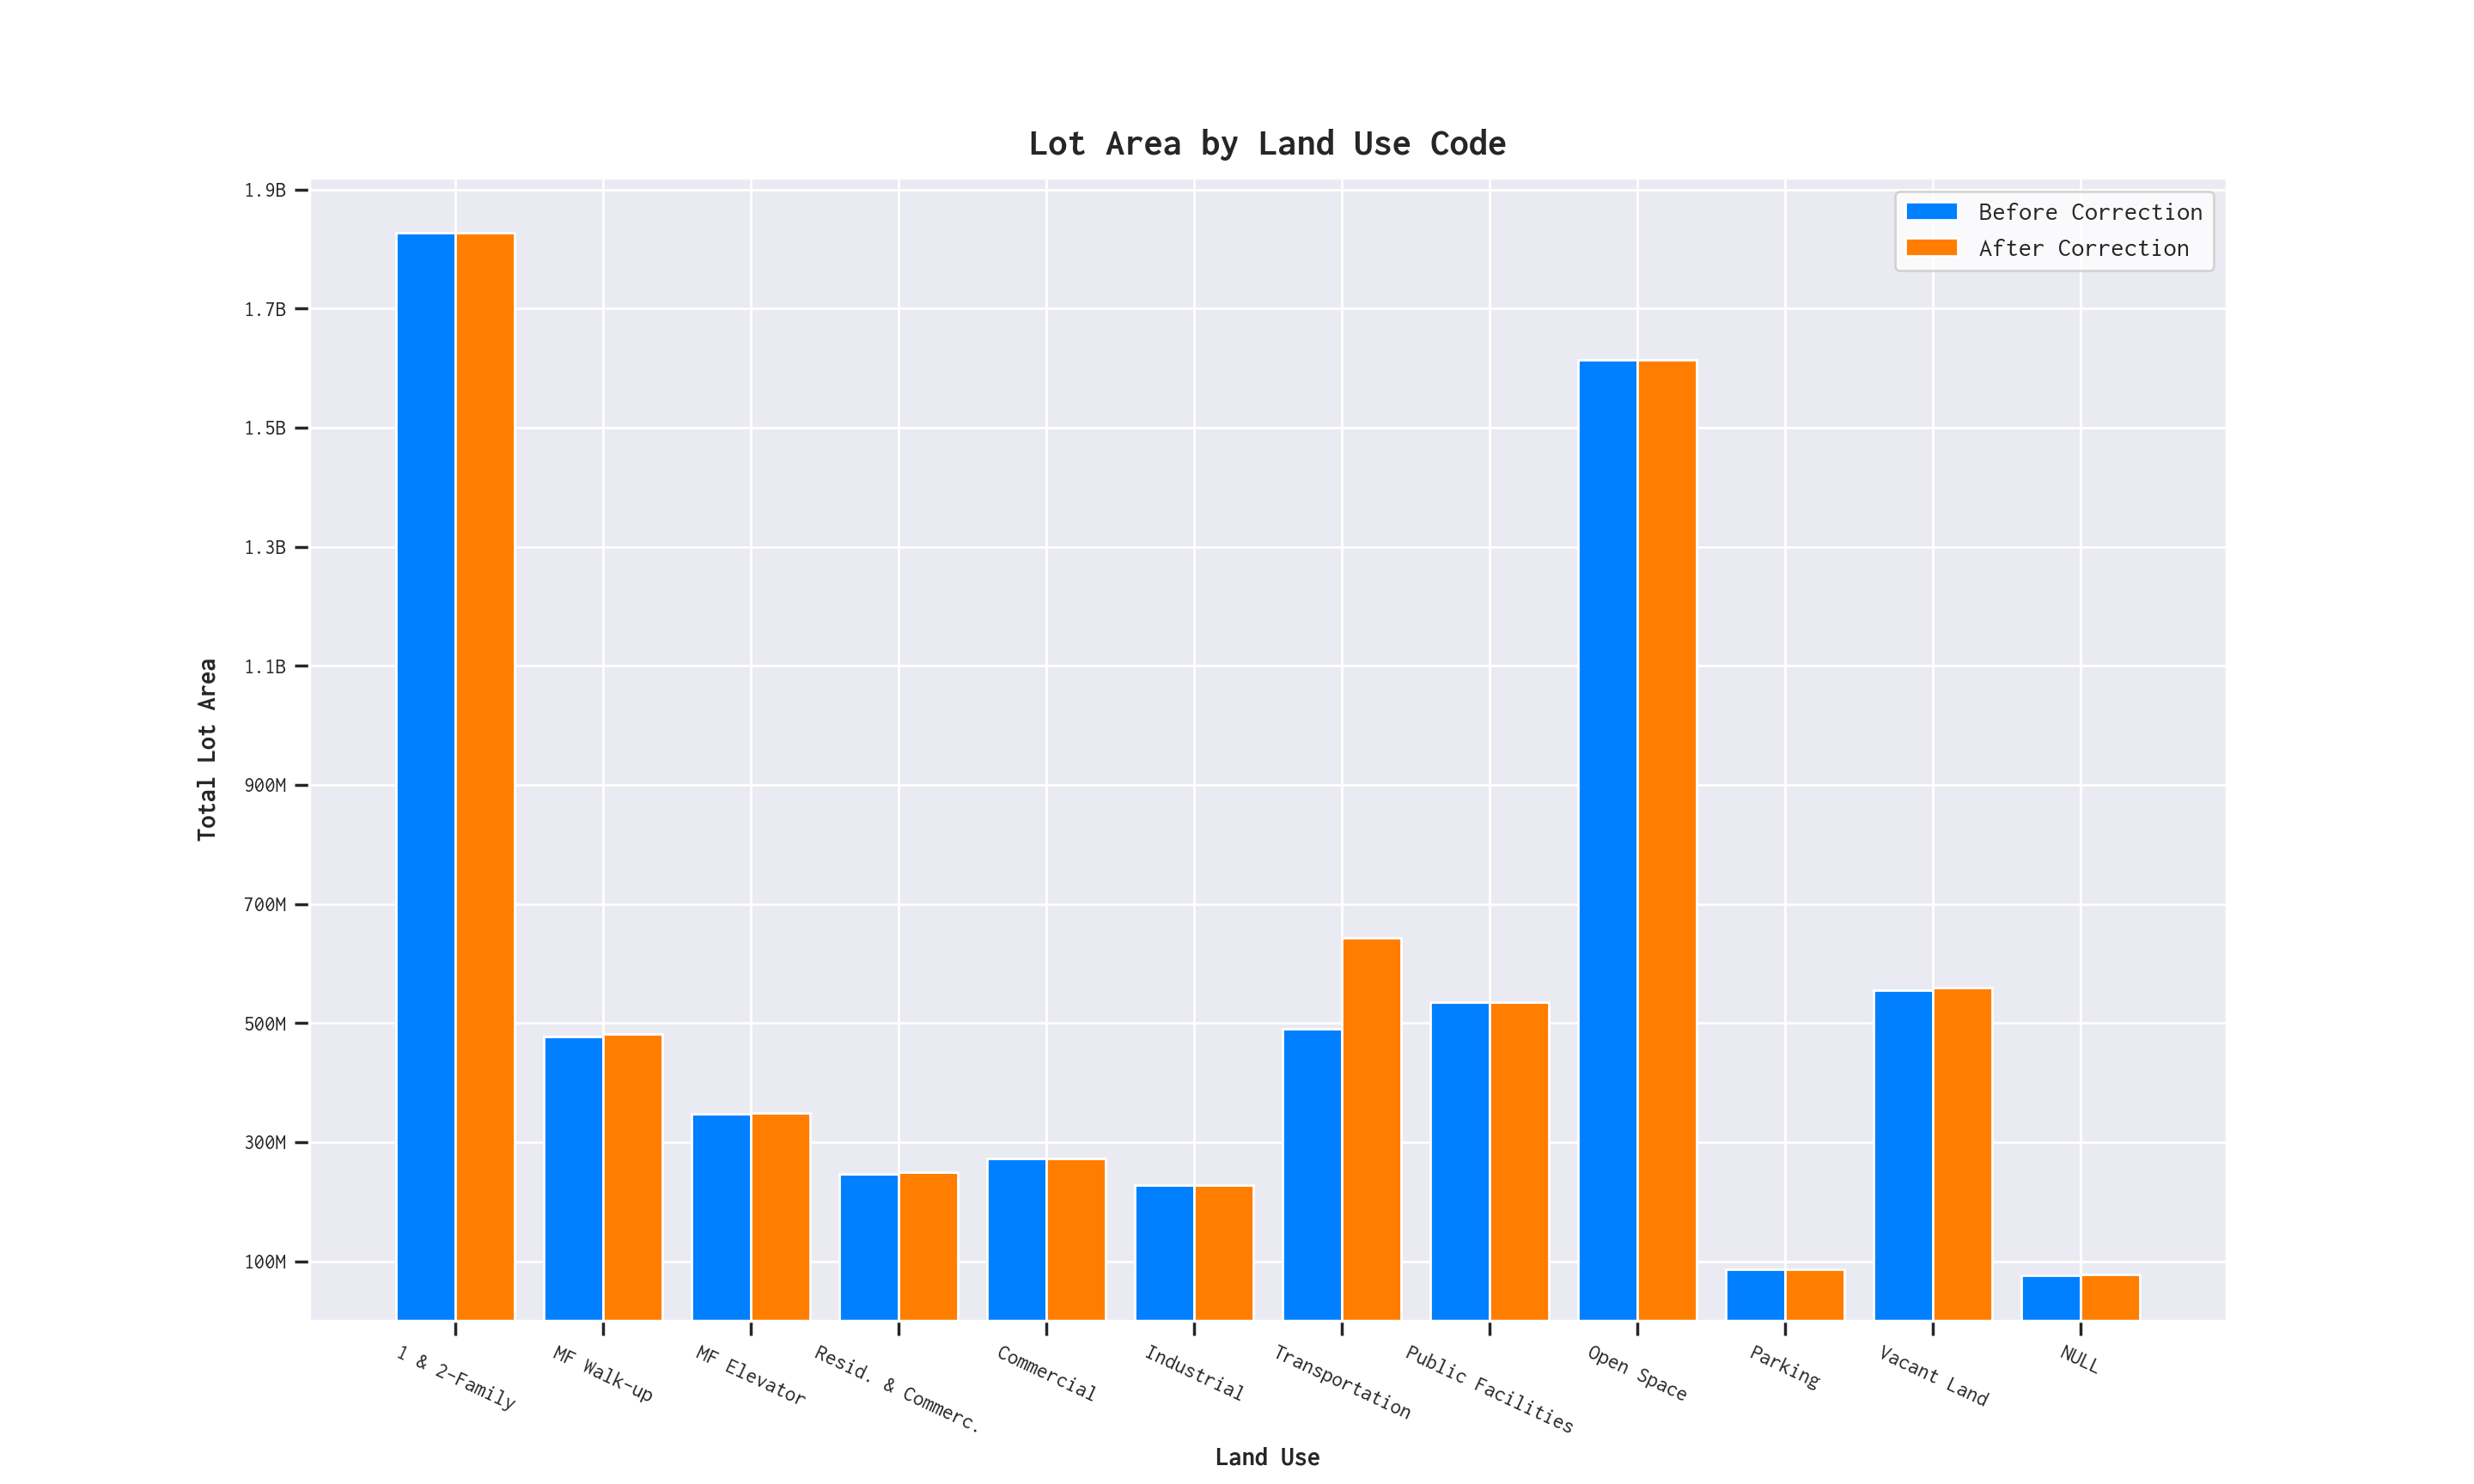 Lot Area by Land Use Code
Before Correction
After Correction
1.9B
1.7B
1.5B
1.3B
1.1B
900M
700M
500M
300M
100M
Total Lot Area
1 & 2-Family
MF Walk-up
MF Elevator
Resid. & Commerc.
Commercial
Industrial
Transportation
Public Facilities
Open Space
Parking
Vacant Land
NULL
Land Use